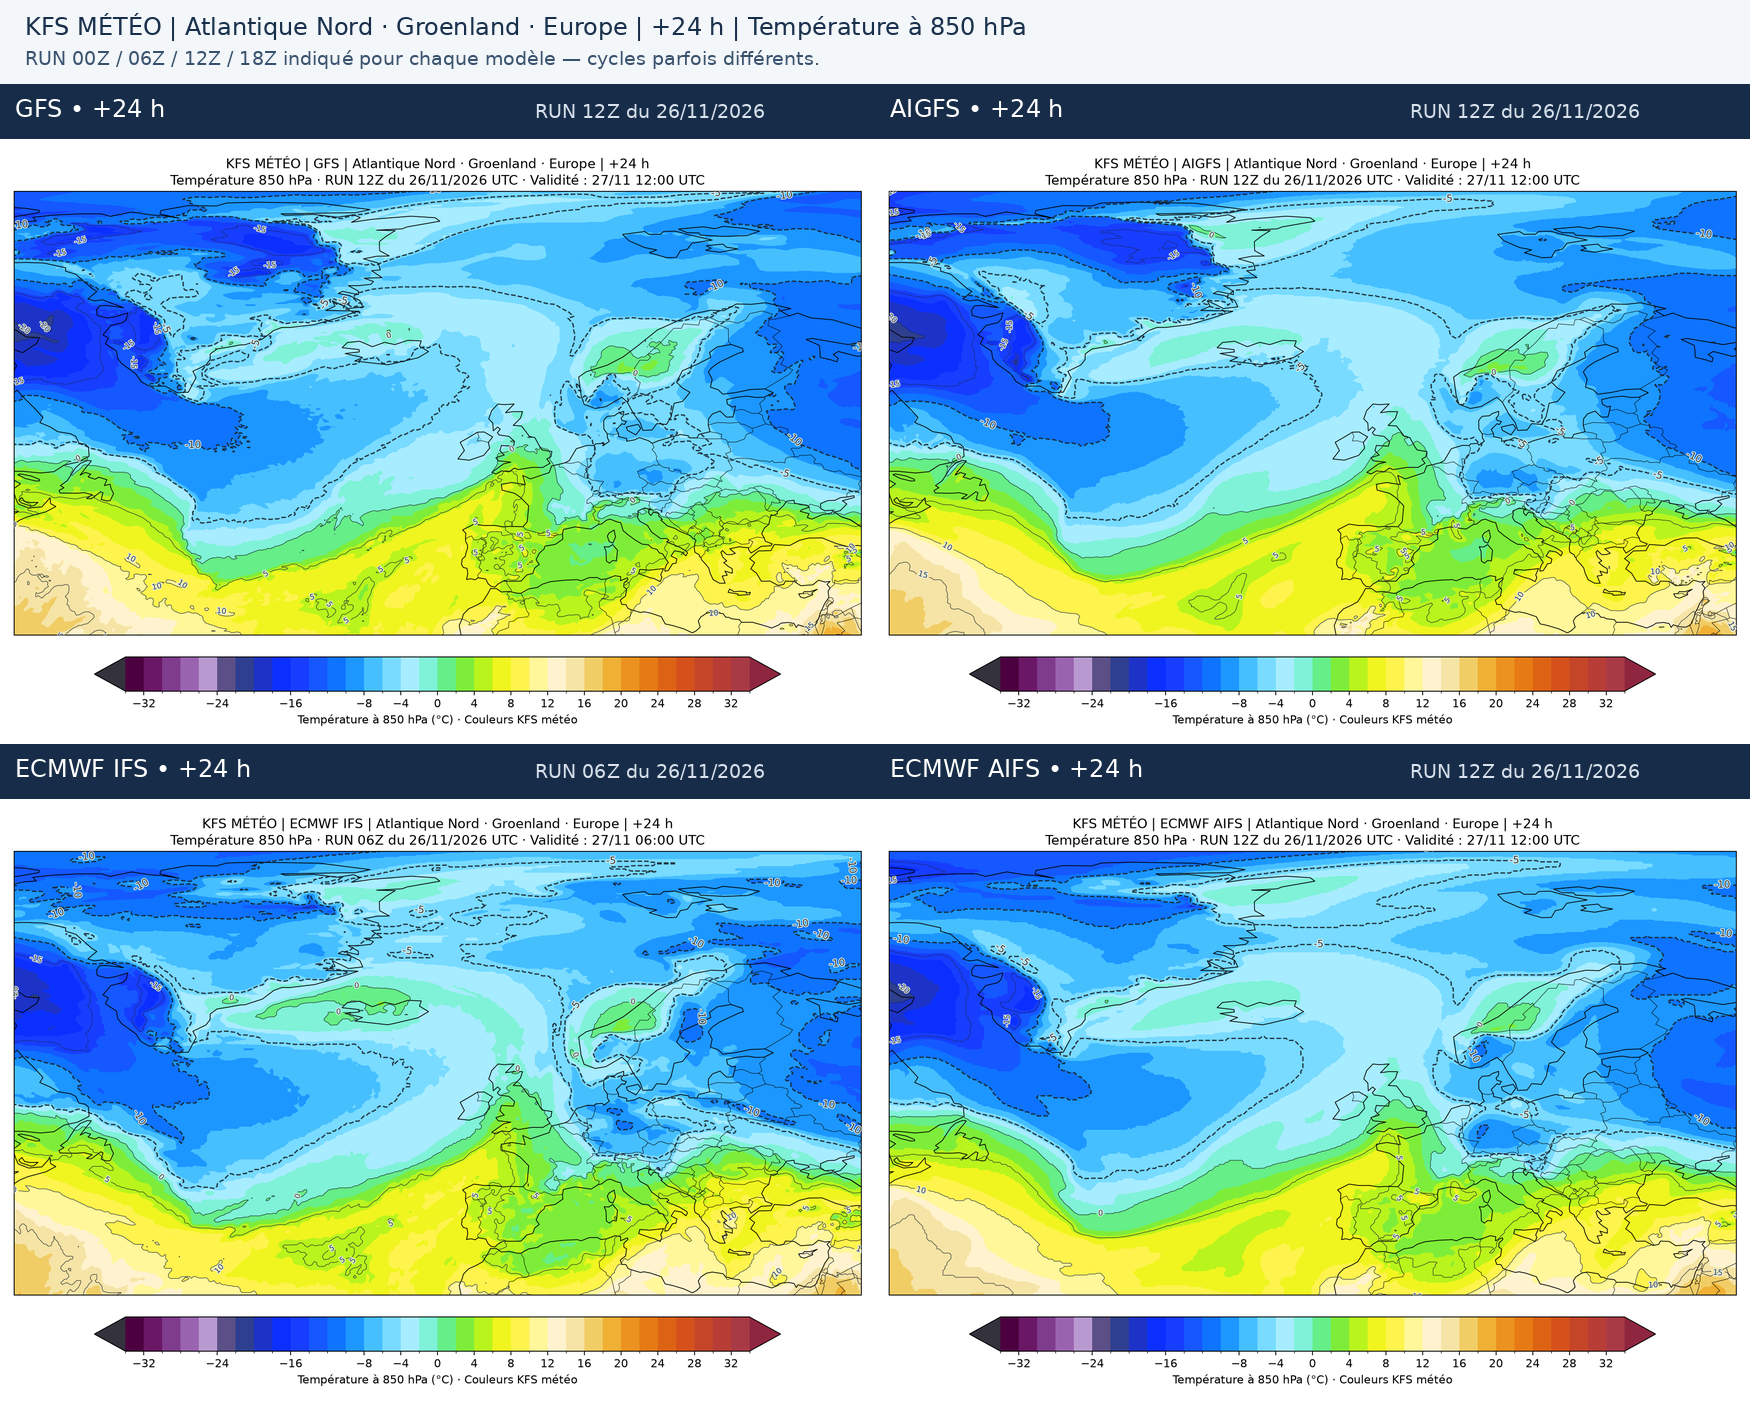 KFS MÉTÉO | Atlantique Nord · Groenland · Europe | +24 h | Température à 850 hPa
RUN 00Z / 06Z / 12Z / 18Z indiqué pour chaque modèle — cycles parfois différents.
GFS • +24 h
RUN 12Z du 26/11/2026
KFS MÉTÉO | GFS | Atlantique Nord · Groenland · Europe | +24 h
Température 850 hPa · RUN 12Z du 26/11/2026 UTC · Validité : 27/11 12:00 UTC
−32 −24 −16 −8 −4 0 4 8 12 16 20 24 28 32
Température à 850 hPa (°C) · Couleurs KFS météo
AIGFS • +24 h
RUN 12Z du 26/11/2026
KFS MÉTÉO | AIGFS | Atlantique Nord · Groenland · Europe | +24 h
Température 850 hPa · RUN 12Z du 26/11/2026 UTC · Validité : 27/11 12:00 UTC
−32 −24 −16 −8 −4 0 4 8 12 16 20 24 28 32
Température à 850 hPa (°C) · Couleurs KFS météo
ECMWF IFS • +24 h
RUN 06Z du 26/11/2026
KFS MÉTÉO | ECMWF IFS | Atlantique Nord · Groenland · Europe | +24 h
Température 850 hPa · RUN 06Z du 26/11/2026 UTC · Validité : 27/11 06:00 UTC
−32 −24 −16 −8 −4 0 4 8 12 16 20 24 28 32
Température à 850 hPa (°C) · Couleurs KFS météo
ECMWF AIFS • +24 h
RUN 12Z du 26/11/2026
KFS MÉTÉO | ECMWF AIFS | Atlantique Nord · Groenland · Europe | +24 h
Température 850 hPa · RUN 12Z du 26/11/2026 UTC · Validité : 27/11 12:00 UTC
−32 −24 −16 −8 −4 0 4 8 12 16 20 24 28 32
Température à 850 hPa (°C) · Couleurs KFS météo